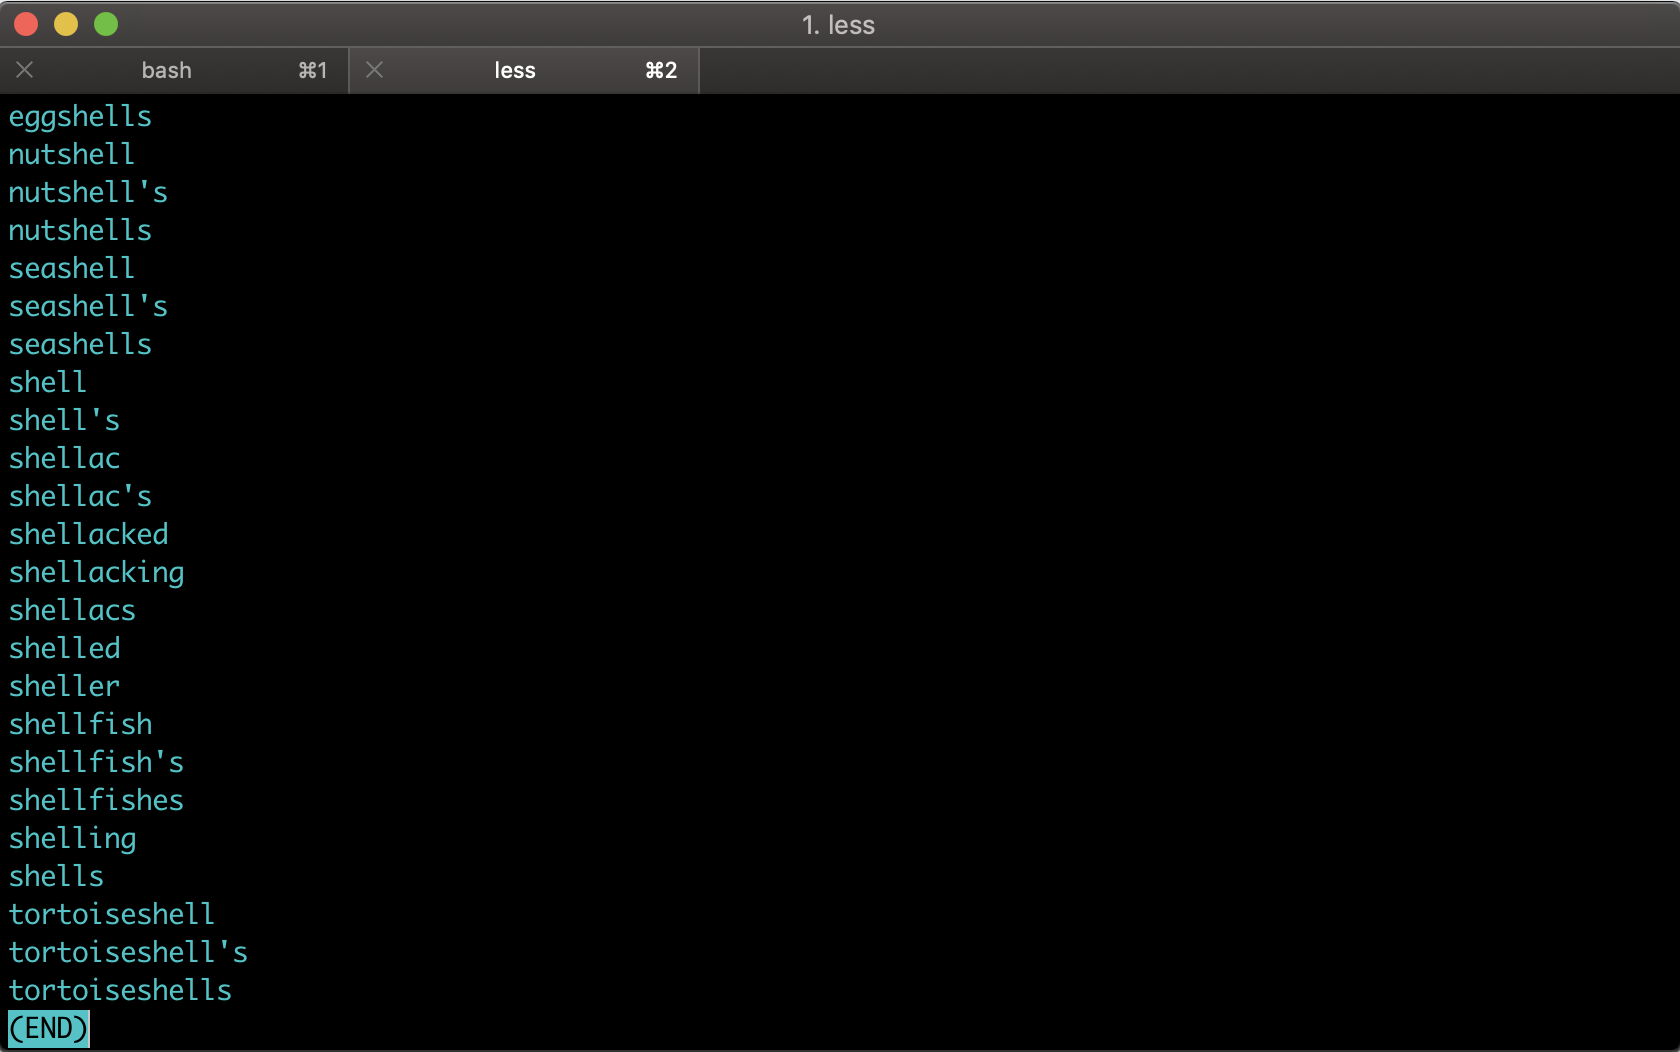 1. less
bash ⌘1 less ⌘2
eggshells
nutshell
nutshell's
nutshells
seashell
seashell's
seashells
shell
shell's
shellac
shellac's
shellacked
shellacking
shellacs
shelled
sheller
shellfish
shellfish's
shellfishes
shelling
shells
tortoiseshell
tortoiseshell's
tortoiseshells
(END)